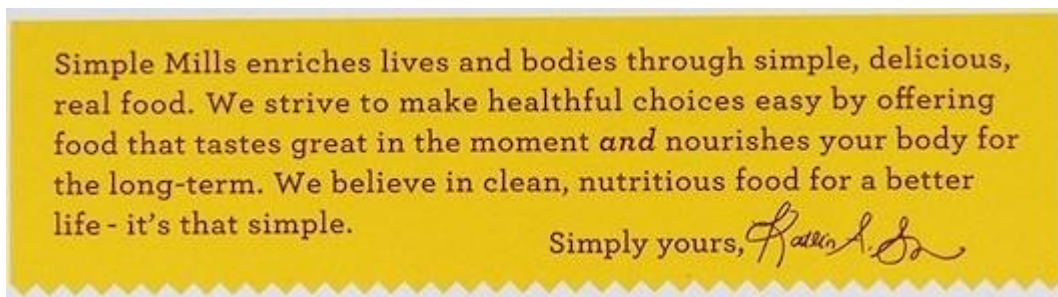 Simple Mills enriches lives and bodies through simple, delicious,
real food. We strive to make healthful choices easy by offering
food that tastes great in the moment and nourishes your body for
the long-term. We believe in clean, nutritious food for a better
life - it's that simple.
Simply yours,